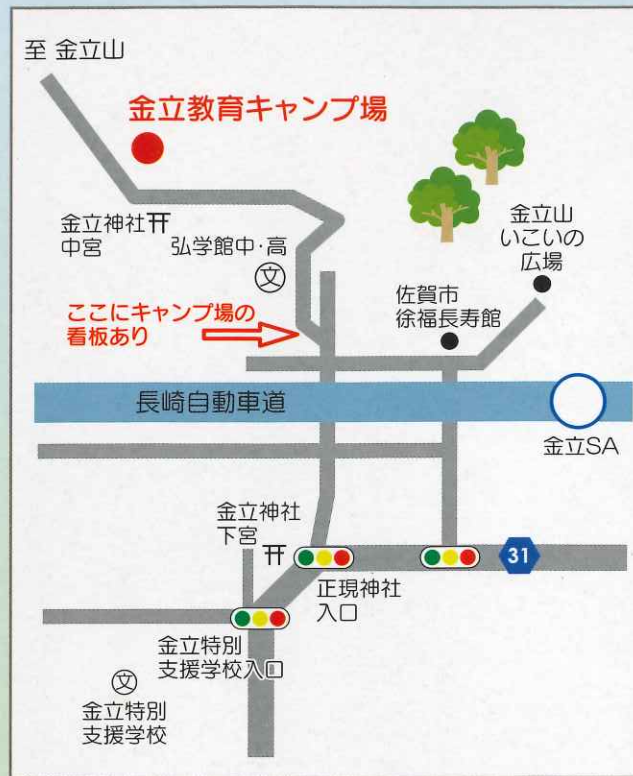 至 金立山
金立教育キャンプ場
金立神社
中宮
弘学館中・高
文
金立山
いこいの
広場
佐賀市
徐福長寿館
ここにキャンプ場の
看板あり
長崎自動車道
金立SA
金立神社
下宮
31
正現神社
入口
金立特別
支援学校入口
文
金立特別
支援学校